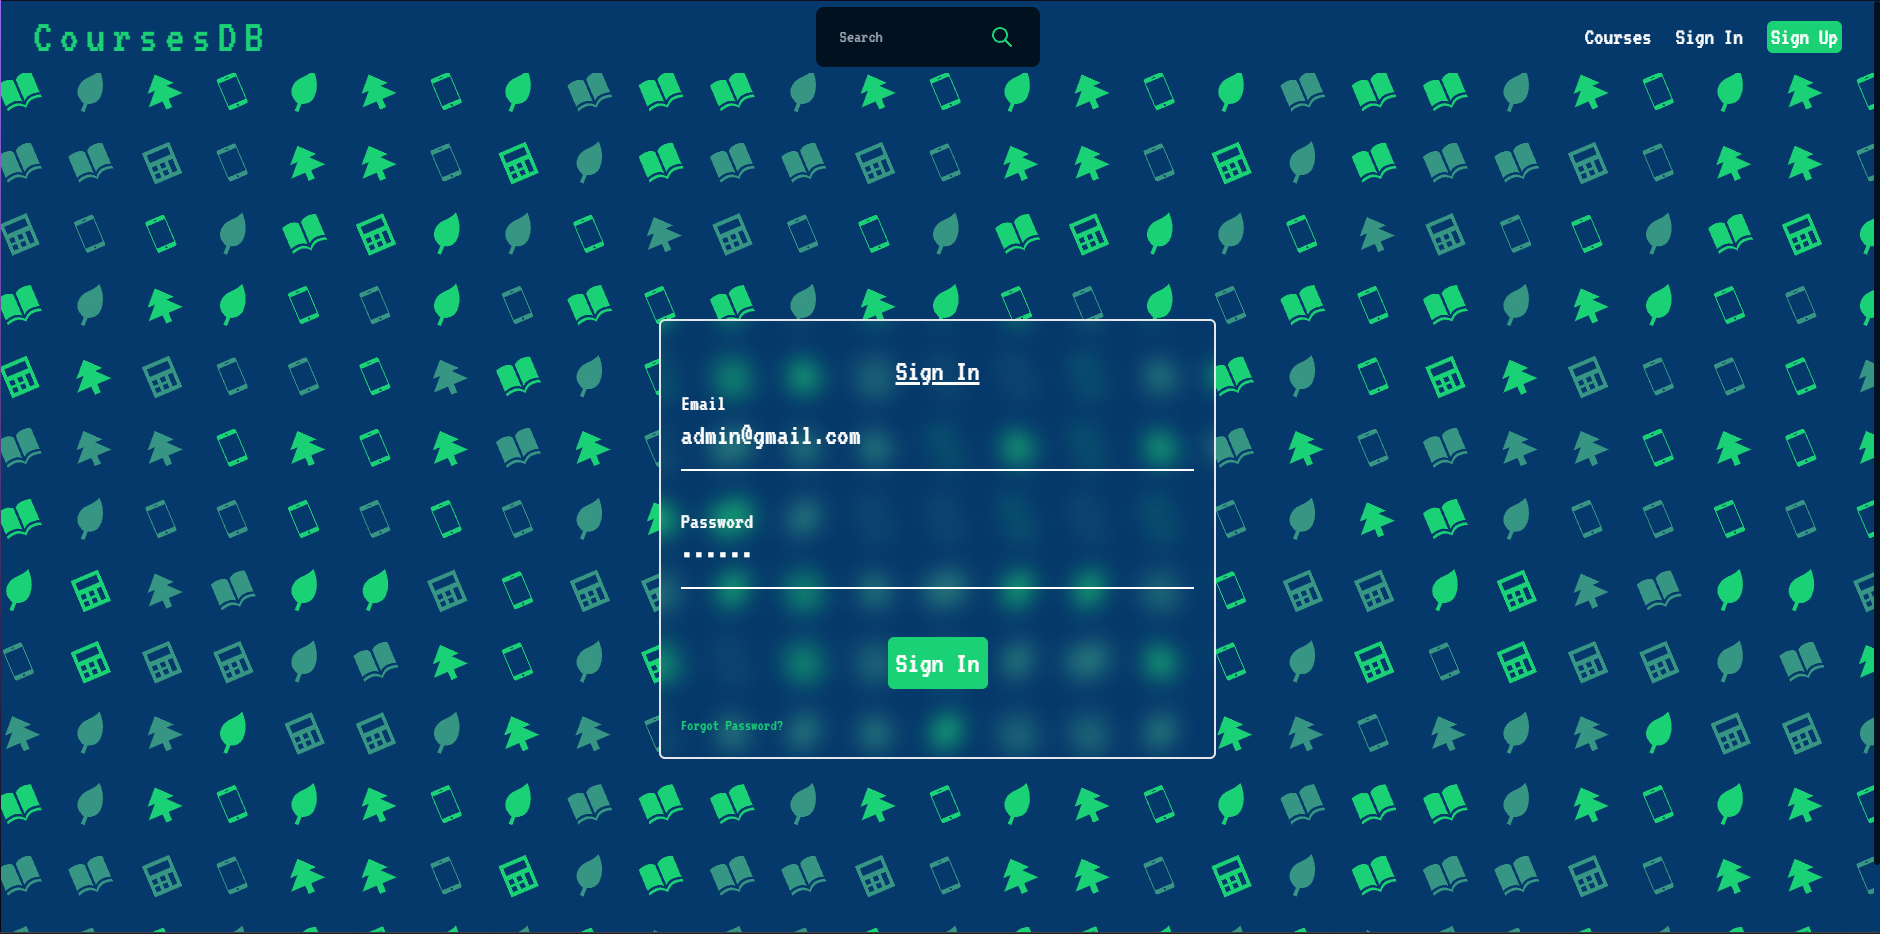 CoursesDB
Search
Courses
Sign In
Sign Up
Sign In
Email
admin@gmail.com
Password
••••••
Sign In
Forgot Password?